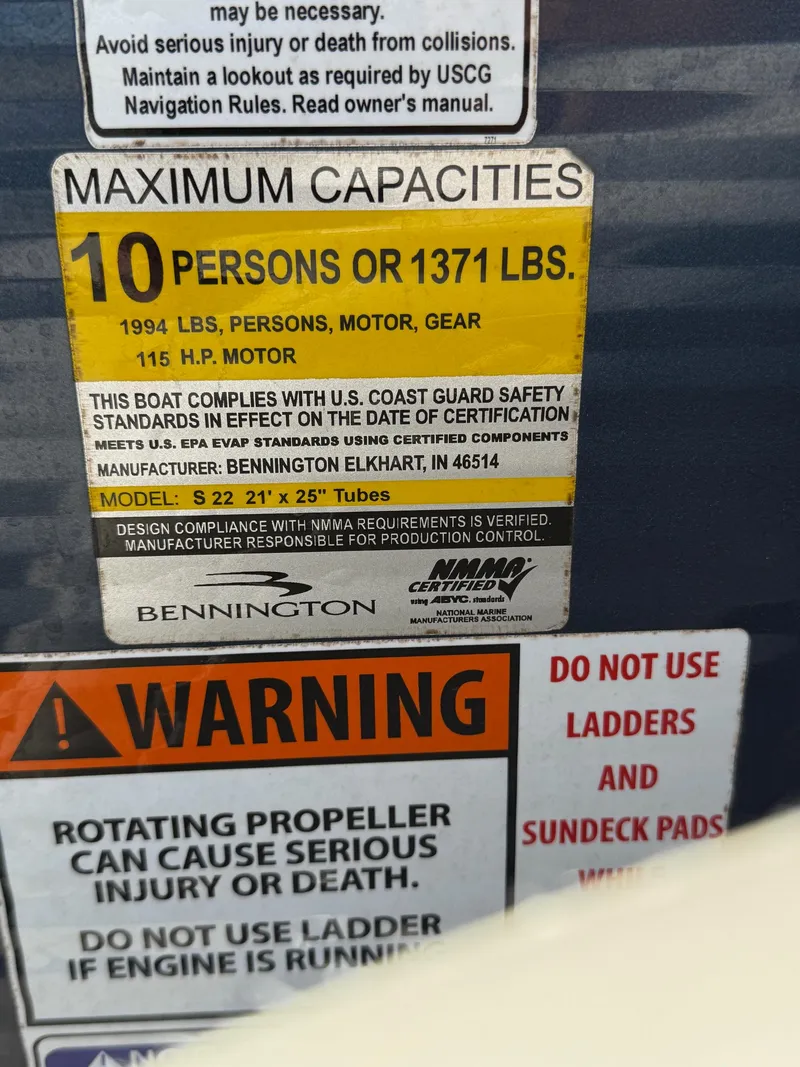 may be necessary.
Avoid serious injury or death from collisions.
Maintain a lookout as required by USCG
Navigation Rules. Read owner's manual.
MAXIMUM CAPACITIES
10 PERSONS OR 1371 LBS.
1994 LBS, PERSONS, MOTOR, GEAR
115 H.P. MOTOR
THIS BOAT COMPLIES WITH U.S. COAST GUARD SAFETY
STANDARDS IN EFFECT ON THE DATE OF CERTIFICATION
MEETS U.S. EPA EVAP STANDARDS USING CERTIFIED COMPONENTS
MANUFACTURER: BENNINGTON ELKHART, IN 46514
MODEL: S 22 21' x 25" Tubes
DESIGN COMPLIANCE WITH NMMA REQUIREMENTS IS VERIFIED.
MANUFACTURER RESPONSIBLE FOR PRODUCTION CONTROL.
BENNINGTON
NMMA
CERTIFIED
using ABYC. standards
NATIONAL MARINE
MANUFACTURERS ASSOCIATION
WARNING
ROTATING PROPELLER
CAN CAUSE SERIOUS
INJURY OR DEATH.
DO NOT USE LADDER
IF ENGINE IS
DO NOT USE
LADDERS
AND
SUNDECK PADS